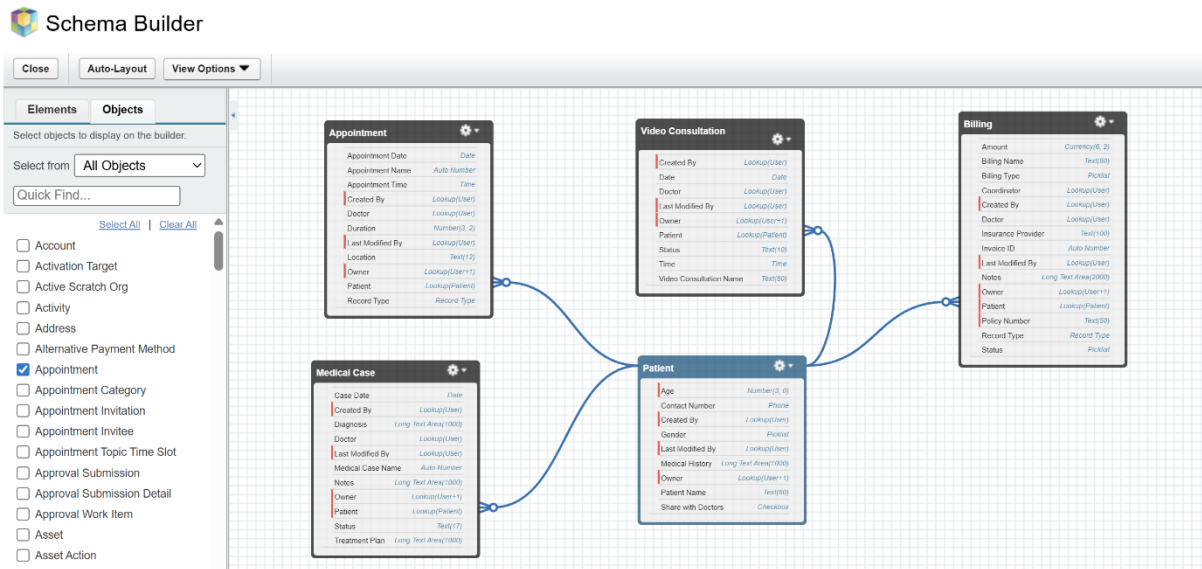 Schema Builder
Close Auto-Layout View Options
Elements Objects
Select objects to display on the builder.
Select from All Objects
Quick Find...
Select All | Clear All
Account
Activation Target
Active Scratch Org
Activity
Address
Alternative Payment Method
Appointment
Appointment Category
Appointment Invitation
Appointment Invitee
Appointment Topic Time Slot
Approval Submission
Approval Submission Detail
Approval Work Item
Asset
Asset Action
Appointment
Appointment Date Date
Appointment Name Auto Number
Appointment Time Time
Created By Lookup(User)
Doctor Lookup(User)
Duration Number(3, 2)
Last Modified By Lookup(User)
Location Text(12)
Owner Lookup(User+1)
Patient Lookup(Patient)
Record Type Record Type
Video Consultation
Created By Lookup(User)
Date Date
Doctor Lookup(User)
Last Modified By Lookup(User)
Owner Lookup(User+1)
Patient Lookup(Patient)
Status Text(10)
Time Time
Video Consultation Name Text(80)
Billing
Amount Currency(6, 2)
Billing Name Text(80)
Billing Type Picklist
Coordinator Lookup(User)
Created By Lookup(User)
Doctor Lookup(User)
Insurance Provider Text(100)
Invoice ID Auto Number
Last Modified By Lookup(User)
Notes Long Text Area(2000)
Owner Lookup(User+1)
Patient Lookup(Patient)
Policy Number Text(50)
Record Type Record Type
Status Picklist
Medical Case
Case Date Date
Created By Lookup(User)
Diagnosis Long Text Area(1000)
Doctor Lookup(User)
Last Modified By Lookup(User)
Medical Case Name Auto Number
Notes Long Text Area(1000)
Owner Lookup(User+1)
Patient Lookup(Patient)
Status Text(17)
Treatment Plan Long Text Area(1000)
Patient
Age Number(3, 0)
Contact Number Phone
Created By Lookup(User)
Gender Picklist
Last Modified By Lookup(User)
Medical History Long Text Area(1000)
Owner Lookup(User+1)
Patient Name Text(80)
Share with Doctors Checkbox